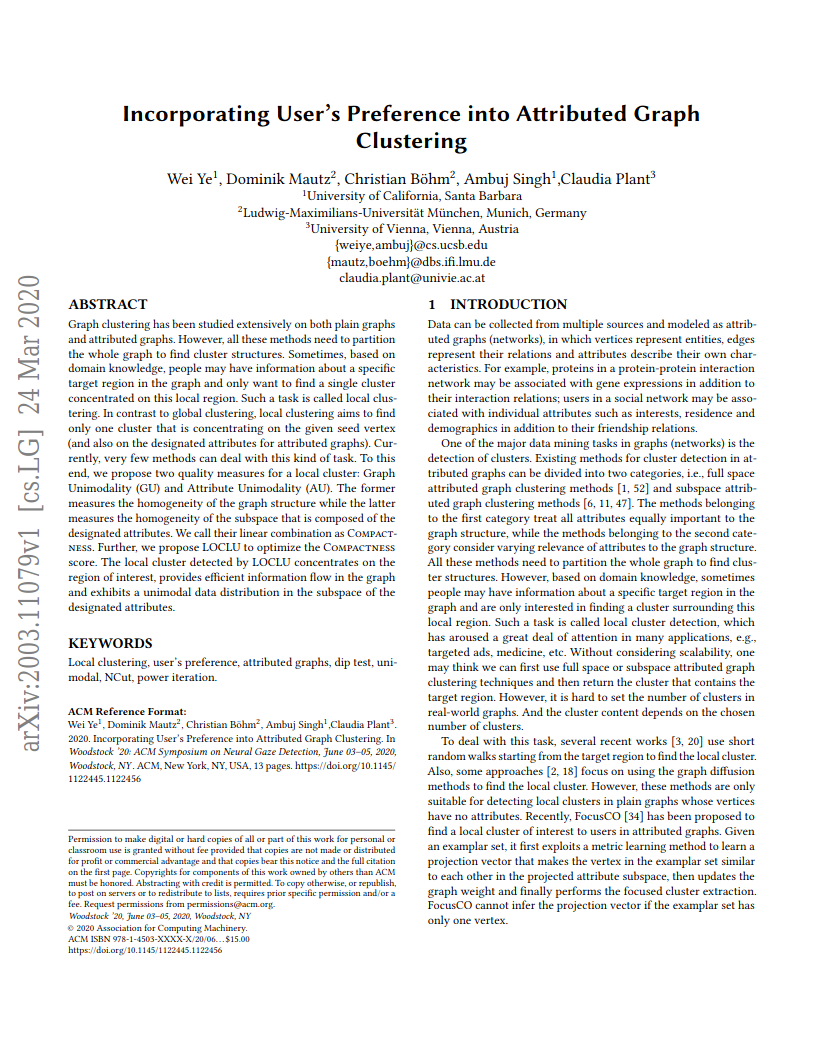 Incorporating User's Preference into Attributed Graph
Clustering
Wei Ye1, Dominik Mautz2, Christian Böhm2, Ambuj Singh1,Claudia Plant3
1University of California, Santa Barbara
2Ludwig-Maximilians-Universität München, Munich, Germany
3University of Vienna, Vienna, Austria
{weiye,ambuj}@cs.ucsb.edu
{mautz,boehm}@dbs.ifi.lmu.de
claudia.plant@univie.ac.at
arXiv:2003.11079v1 [cs.LG] 24 Mar 2020
ABSTRACT
Graph clustering has been studied extensively on both plain graphs
and attributed graphs. However, all these methods need to partition
the whole graph to find cluster structures. Sometimes, based on
domain knowledge, people may have information about a specific
target region in the graph and only want to find a single cluster
concentrated on this local region. Such a task is called local clus-
tering. In contrast to global clustering, local clustering aims to find
only one cluster that is concentrating on the given seed vertex
(and also on the designated attributes for attributed graphs). Cur-
rently, very few methods can deal with this kind of task. To this
end, we propose two quality measures for a local cluster: Graph
Unimodality (GU) and Attribute Unimodality (AU). The former
measures the homogeneity of the graph structure while the latter
measures the homogeneity of the subspace that is composed of the
designated attributes. We call their linear combination as Compact-
ness. Further, we propose LOCLU to optimize the Compactness
score. The local cluster detected by LOCLU concentrates on the
region of interest, provides efficient information flow in the graph
and exhibits a unimodal data distribution in the subspace of the
designated attributes.
KEYWORDS
Local clustering, user's preference, attributed graphs, dip test, uni-
modal, NCut, power iteration.
ACM Reference Format:
Wei Ye1, Dominik Mautz2, Christian Böhm2, Ambuj Singh1,Claudia Plant3.
2020. Incorporating User's Preference into Attributed Graph Clustering. In
Woodstock '20: ACM Symposium on Neural Gaze Detection, June 03–05, 2020,
Woodstock, NY. ACM, New York, NY, USA, 13 pages. https://doi.org/10.1145/
1122445.1122456
Permission to make digital or hard copies of all or part of this work for personal or
classroom use is granted without fee provided that copies are not made or distributed
for profit or commercial advantage and that copies bear this notice and the full citation
on the first page. Copyrights for components of this work owned by others than ACM
must be honored. Abstracting with credit is permitted. To copy otherwise, or republish,
to post on servers or to redistribute to lists, requires prior specific permission and/or a
fee. Request permissions from permissions@acm.org.
Woodstock '20, June 03–05, 2020, Woodstock, NY
© 2020 Association for Computing Machinery.
ACM ISBN 978-1-4503-XXXX-X/20/06...$15.00
https://doi.org/10.1145/1122445.1122456
1 INTRODUCTION
Data can be collected from multiple sources and modeled as attrib-
uted graphs (networks), in which vertices represent entities, edges
represent their relations and attributes describe their own char-
acteristics. For example, proteins in a protein-protein interaction
network may be associated with gene expressions in addition to
their interaction relations; users in a social network may be asso-
ciated with individual attributes such as interests, residence and
demographics in addition to their friendship relations.
One of the major data mining tasks in graphs (networks) is the
detection of clusters. Existing methods for cluster detection in at-
tributed graphs can be divided into two categories, i.e., full space
attributed graph clustering methods [1, 52] and subspace attrib-
uted graph clustering methods [6, 11, 47]. The methods belonging
to the first category treat all attributes equally important to the
graph structure, while the methods belonging to the second cate-
gory consider varying relevance of attributes to the graph structure.
All these methods need to partition the whole graph to find clus-
ter structures. However, based on domain knowledge, sometimes
people may have information about a specific target region in the
graph and are only interested in finding a cluster surrounding this
local region. Such a task is called local cluster detection, which
has aroused a great deal of attention in many applications, e.g.,
targeted ads, medicine, etc. Without considering scalability, one
may think we can first use full space or subspace attributed graph
clustering techniques and then return the cluster that contains the
target region. However, it is hard to set the number of clusters in
real-world graphs. And the cluster content depends on the chosen
number of clusters.
To deal with this task, several recent works [3, 20] use short
random walks starting from the target region to find the local cluster.
Also, some approaches [2, 18] focus on using the graph diffusion
methods to find the local cluster. However, these methods are only
suitable for detecting local clusters in plain graphs whose vertices
have no attributes. Recently, FocusCO [34] has been proposed to
find a local cluster of interest to users in attributed graphs. Given
an examplar set, it first exploits a metric learning method to learn a
projection vector that makes the vertex in the examplar set similar
to each other in the projected attribute subspace, then updates the
graph weight and finally performs the focused cluster extraction.
FocusCO cannot infer the projection vector if the examplar set has
only one vertex.